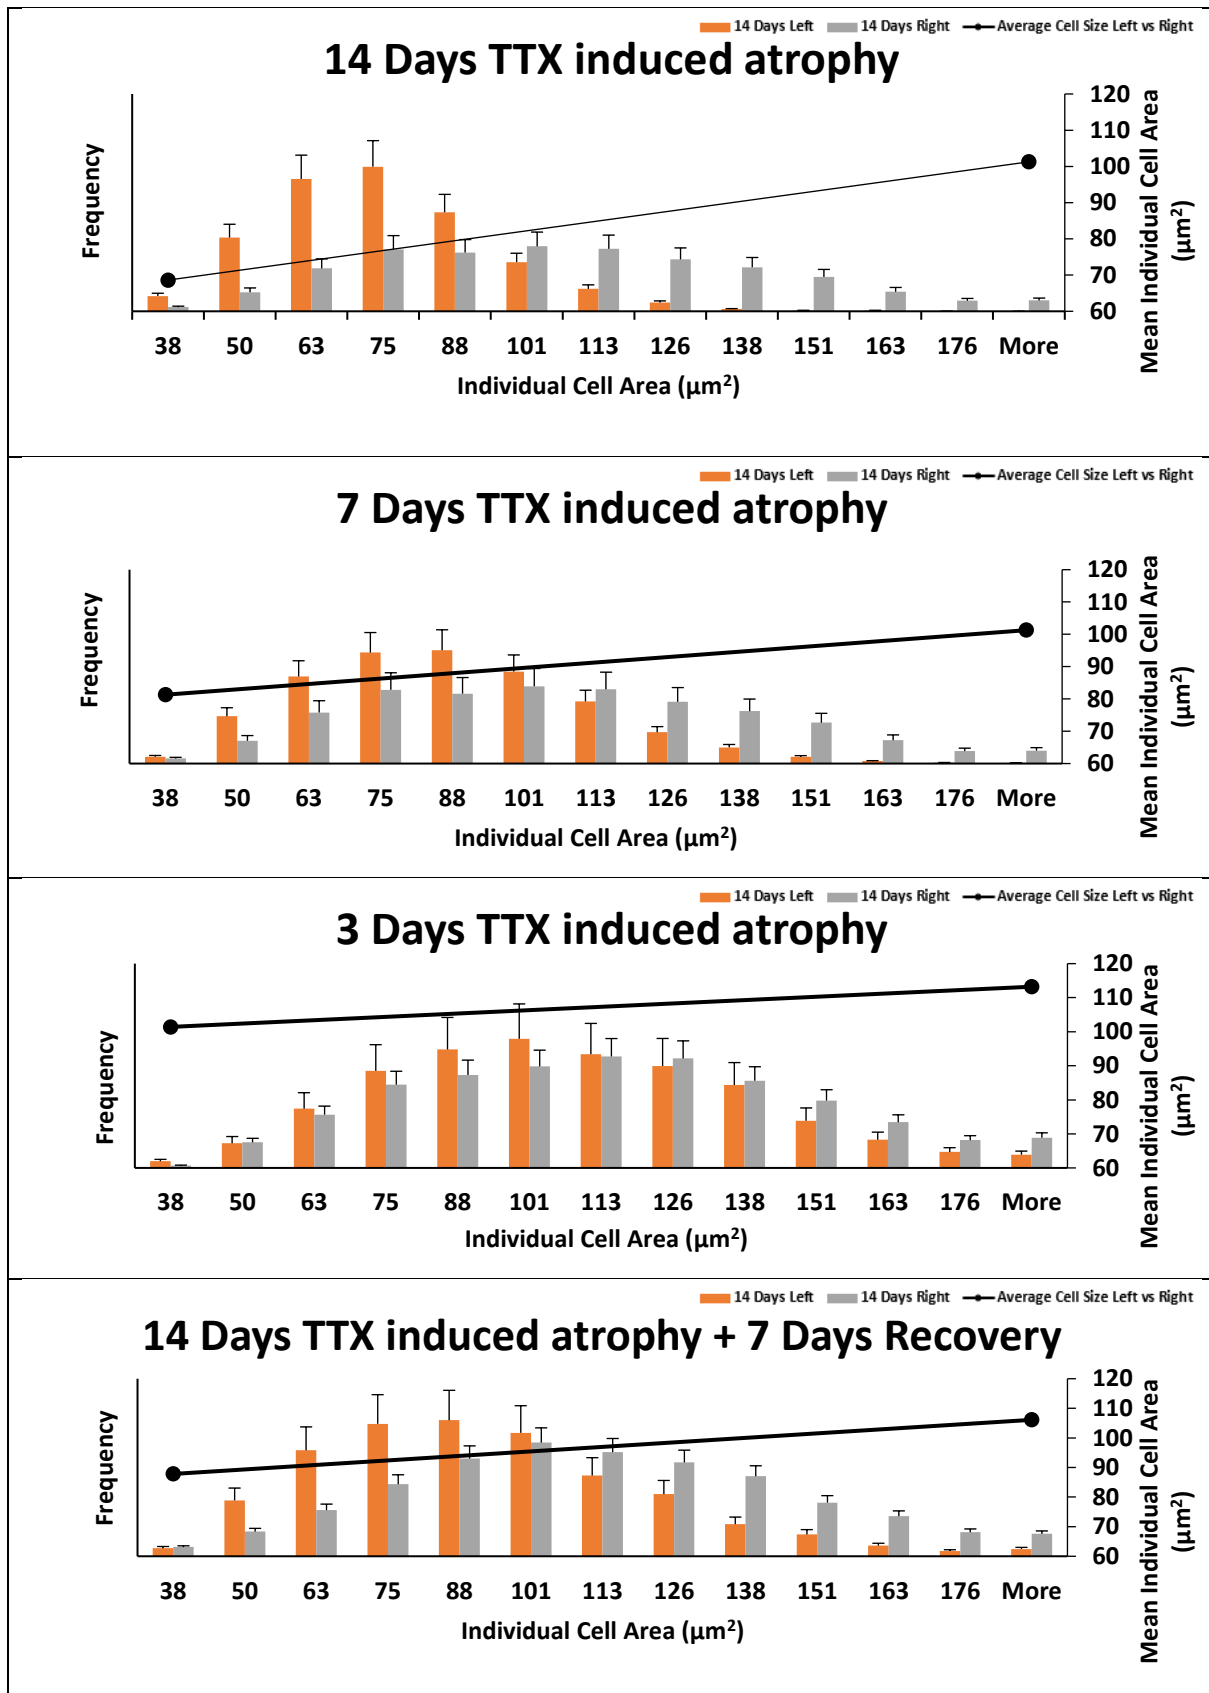 14 Days Left 14 Days Right Average Cell Size Left vs Right
14 Days TTX induced atrophy
Frequency
120
110
100
90
80
70
60
Mean Individual Cell Area
(µm²)
38 50 63 75 88 101 113 126 138 151 163 176 More
Individual Cell Area (µm²)
14 Days Left 14 Days Right Average Cell Size Left vs Right
7 Days TTX induced atrophy
Frequency
120
110
100
90
80
70
60
Mean Individual Cell Area
(µm²)
38 50 63 75 88 101 113 126 138 151 163 176 More
Individual Cell Area (µm²)
14 Days Left 14 Days Right Average Cell Size Left vs Right
3 Days TTX induced atrophy
Frequency
120
110
100
90
80
70
60
Mean Individual Cell Area
(µm²)
38 50 63 75 88 101 113 126 138 151 163 176 More
Individual Cell Area (µm²)
14 Days Left 14 Days Right Average Cell Size Left vs Right
14 Days TTX induced atrophy + 7 Days Recovery
Frequency
120
110
100
90
80
70
60
Mean Individual Cell Area
(µm²)
38 50 63 75 88 101 113 126 138 151 163 176 More
Individual Cell Area (µm²)